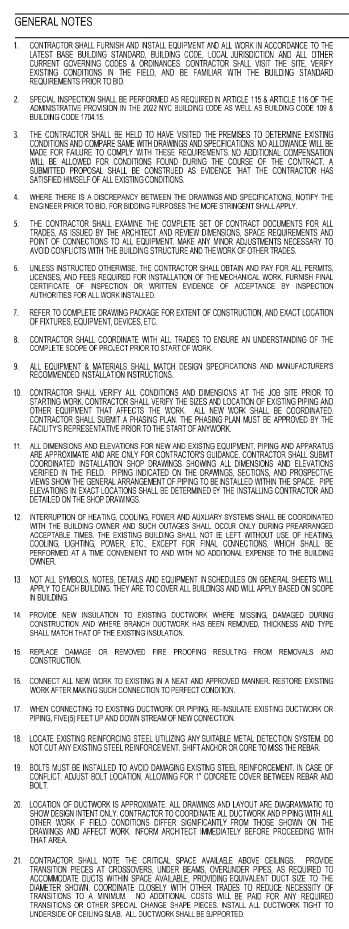 GENERAL NOTES
1. CONTRACTOR SHALL FURNISH AND INSTALL EQUIPMENT AND ALL WORK IN ACCORDANCE TO THE
LATEST BASE BUILDING STANDARD, BUILDING CODE, LOCAL JURISDICTION AND ALL OTHER
CURRENT GOVERNING CODES & ORDINANCES. CONTRACTOR SHALL VISIT THE SITE, VERIFY
EXISTING CONDITIONS IN THE FIELD, AND BE FAMILIAR WITH THE BUILDING STANDARD
REQUIREMENTS PRIOR TO BID.
2. SPECIAL INSPECTION SHALL BE PERFORMED AS REQUIRED IN ARTICLE 115 & ARTICLE 116 OF THE
ADMINISTRATIVE PROVISION IN THE 2022 NYC BUILDING CODE AS WELL AS BUILDING CODE 109 &
BUILDING CODE 1704.15.
3. THE CONTRACTOR SHALL BE HELD TO HAVE VISITED THE PREMISES TO DETERMINE EXISTING
CONDITIONS AND COMPARE SAME WITH DRAWINGS AND SPECIFICATIONS. NO ALLOWANCE WILL BE
MADE FOR FAILURE TO COMPLY WITH THESE REQUIREMENTS. NO ADDITIONAL COMPENSATION
WILL BE ALLOWED FOR CONDITIONS FOUND DURING THE COURSE OF THE CONTRACT. A
SUBMITTED PROPOSAL SHALL BE CONSTRUED AS EVIDENCE THAT THE CONTRACTOR HAS
SATISFIED HIMSELF OF ALL EXISTING CONDITIONS.
4. WHERE THERE IS A DISCREPANCY BETWEEN THE DRAWINGS AND SPECIFICATIONS, NOTIFY THE
ENGINEER PRIOR TO BID. FOR BIDDING PURPOSES THE MORE STRINGENT SHALL APPLY.
5. THE CONTRACTOR SHALL EXAMINE THE COMPLETE SET OF CONTRACT DOCUMENTS FOR ALL
TRADES, AS ISSUED BY THE ARCHITECT AND REVIEW DIMENSIONS, SPACE REQUIREMENTS AND
POINT OF CONNECTIONS TO ALL EQUIPMENT. MAKE ANY MINOR ADJUSTMENTS NECESSARY TO
AVOID CONFLICTS WITH THE BUILDING STRUCTURE AND THE WORK OF OTHER TRADES.
6. UNLESS INSTRUCTED OTHERWISE, THE CONTRACTOR SHALL OBTAIN AND PAY FOR ALL PERMITS,
LICENSES, AND FEES REQUIRED FOR INSTALLATION OF THE MECHANICAL WORK. FURNISH FINAL
CERTIFICATE OF INSPECTION OR WRITTEN EVIDENCE OF ACCEPTANCE BY INSPECTION
AUTHORITIES FOR ALL WORK INSTALLED.
7. REFER TO COMPLETE DRAWING PACKAGE FOR EXTENT OF CONSTRUCTION, AND EXACT LOCATION
OF FIXTURES, EQUIPMENT, DEVICES, ETC.
8. CONTRACTOR SHALL COORDINATE WITH ALL TRADES TO ENSURE AN UNDERSTANDING OF THE
COMPLETE SCOPE OF PROJECT PRIOR TO START OF WORK
9. ALL EQUIPMENT & MATERIALS SHALL MATCH DESIGN SPECIFICATIONS AND MANUFACTURER'S
RECOMMENDED INSTALLATION INSTRUCTIONS.
10. CONTRACTOR SHALL VERIFY ALL CONDITIONS AND DIMENSIONS AT THE JOB SITE PRIOR TO
STARTING WORK. CONTRACTOR SHALL VERIFY THE SIZES AND LOCATION OF EXISTING PIPING AND
OTHER EQUIPMENT THAT AFFECTS THE WORK. ALL NEW WORK SHALL BE COORDINATED.
CONTRACTOR SHALL SUBMIT A PHASING PLAN. THE PHASING PLAN MUST BE APPROVED BY THE
FACILITY'S REPRESENTATIVE PRIOR TO THE START OF ANY WORK.
11. ALL DIMENSIONS AND ELEVATIONS FOR NEW AND EXISTING EQUIPMENT, PIPING AND APPARATUS
ARE APPROXIMATE AND ARE ONLY FOR CONTRACTOR'S GUIDANCE. CONTRACTOR SHALL SUBMIT
COORDINATED INSTALLATION SHOP DRAWINGS SHOWING ALL DIMENSIONS AND ELEVATIONS
VERIFIED IN THE FIELD. PIPING INDICATED ON THE DRAWINGS, SECTIONS, AND PROSPECTIVE
VIEWS SHOW THE GENERAL ARRANGEMENT OF PIPING TO BE INSTALLED WITHIN THE SPACE. PIPE
ELEVATIONS IN EXACT LOCATIONS SHALL BE DETERMINED BY THE INSTALLING CONTRACTOR AND
DETAILED ON THE SHOP DRAWINGS.
12. INTERRUPTION OF HEATING, COOLING, POWER AND AUXLIARY SYSTEMS SHALL BE COORDINATED
WITH THE BUILDING OWNER AND SUCH OUTAGES SHALL OCCUR ONLY DURING PREARRANGED
ACCEPTABLE TIMES. THE EXISTING BUILDING SHALL NOT BE LEFT WITHOUT USE OF HEATING,
COOLING, LIGHTING, POWER, ETC., EXCEPT FOR FINAL CONNECTIONS, WHICH SHALL BE
PERFORMED AT A TIME CONVENIENT TO AND WITH NO ADDITIONAL EXPENSE TO THE BUILDING
OWNER.
13. NOT ALL SYMBOLS, NOTES, DETAILS AND EQUIPMENT IN SCHEDULES ON GENERAL SHEETS WILL
APPLY TO EACH BUILDING. THEY ARE TO COVER ALL BUILDINGS AND WILL APPLY BASED ON SCOPE
IN BUILDING.
14. PROVIDE NEW INSULATION TO EXISTING DUCTWORK WHERE MISSING, DAMAGED DURING
CONSTRUCTION AND WHERE BRANCH DUCTWORK HAS BEEN REMOVED, THICKNESS AND TYPE
SHALL MATCH THAT OF THE EXISTING INSULATION.
15. REPLACE DAMAGE OR REMOVED FIRE PROOFING RESULTING FROM REMOVALS AND
CONSTRUCTION.
16. CONNECT ALL NEW WORK TO EXISTING IN A NEAT AND APPROVED MANNER. RESTORE EXISTING
WORK AFTER MAKING SUCH CONNECTION TO PERFECT CONDITION.
17. WHEN CONNECTING TO EXISTING DUCTWORK OR PIPING, RE-INSULATE EXISTING DUCTWORK OR
PIPING, FIVE(5) FEET UP AND DOWN STREAM OF NEW CONNECTION.
18. LOCATE EXISTING REINFORCING STEEL UTILIZING ANY SUITABLE METAL DETECTION SYSTEM. DO
NOT CUT ANY EXISTING STEEL REINFORCEMENT. SHIFT ANCHOR OR CORE TO MISS THE REBAR.
19. BOLTS MUST BE INSTALLED TO AVOID DAMAGING EXISTING STEEL REINFORCEMENT. IN CASE OF
CONFLICT, ADJUST BOLT LOCATION, ALLOWING FOR 1" CONCRETE COVER BETWEEN REBAR AND
BOLT.
20. LOCATION OF DUCTWORK IS APPROXIMATE. ALL DRAWINGS AND LAYOUT ARE DIAGRAMMATIC TO
SHOW DESIGN INTENT ONLY. CONTRACTOR TO COORDINATE ALL DUCTWORK AND PIPING WITH ALL
OTHER WORK IF FIELD CONDITIONS DIFFER SIGNIFICANTLY FROM THOSE SHOWN ON THE
DRAWINGS AND AFFECT WORK. INFORM ARCHITECT IMMEDIATELY BEFORE PROCEEDING WITH
THAT AREA.
21. CONTRACTOR SHALL NOTE THE CRITICAL SPACE AVAILABLE ABOVE CEILINGS. PROVIDE
TRANSITION PIECES AT CROSSOVERS, UNDER BEAMS, OVER/UNDER PIPES, AS REQUIRED TO
ACCOMMODATE DUCTS WITHIN SPACE AVAILABLE, PROVIDING EQUIVALENT DUCT SIZE TO THE
DIAMETER SHOWN. COORDINATE CLOSELY WITH OTHER TRADES TO REDUCE NECESSITY OF
TRANSITIONS TO A MINIMUM. NO ADDITIONAL COSTS WILL BE PAID FOR ANY REQUIRED
TRANSITIONS OR OTHER SPECIAL CHANGE SHAPE PIECES. INSTALL ALL DUCTWORK TIGHT TO
UNDERSIDE OF CEILING SLAB. ALL DUCTWORK SHALL BE SUPPORTED.